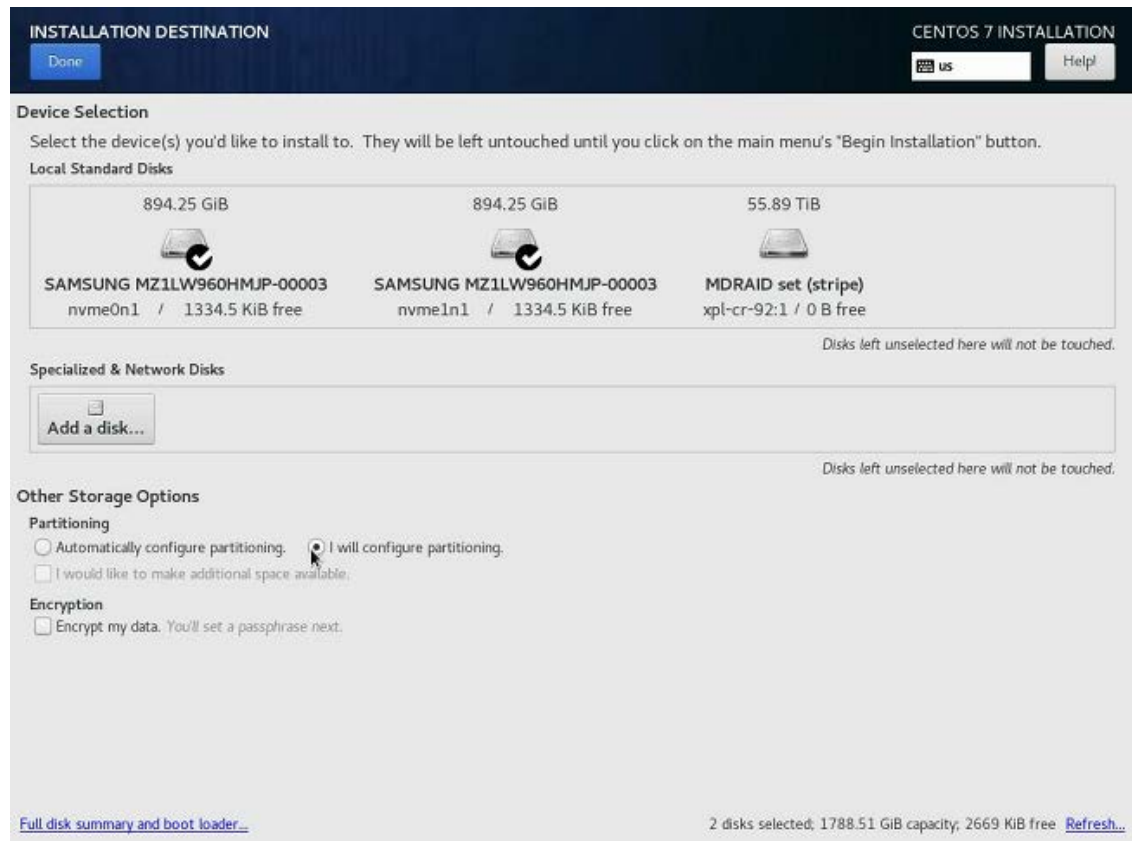 INSTALLATION DESTINATION
CENTOS 7 INSTALLATION
Done
us
Help!
Device Selection
Select the device(s) you'd like to install to. They will be left untouched until you click on the main menu's "Begin Installation" button.
Local Standard Disks
894.25 GiB
894.25 GiB
55.89 TiB
SAMSUNG MZ1LW960HMJP-00003
SAMSUNG MZ1LW960HMJP-00003
MDRAID set (stripe)
nvme0n1 / 1334.5 KiB free
nvme1n1 / 1334.5 KiB free
xpl-cr-92:1 / 0 B free
Disks left unselected here will not be touched.
Specialized & Network Disks
Add a disk...
Disks left unselected here will not be touched.
Other Storage Options
Partitioning
Automatically configure partitioning. I will configure partitioning.
I would like to make additional space available.
Encryption
Encrypt my data. You'll set a passphrase next.
Full disk summary and boot loader...
2 disks selected; 1788.51 GiB capacity; 2669 KiB free Refresh...